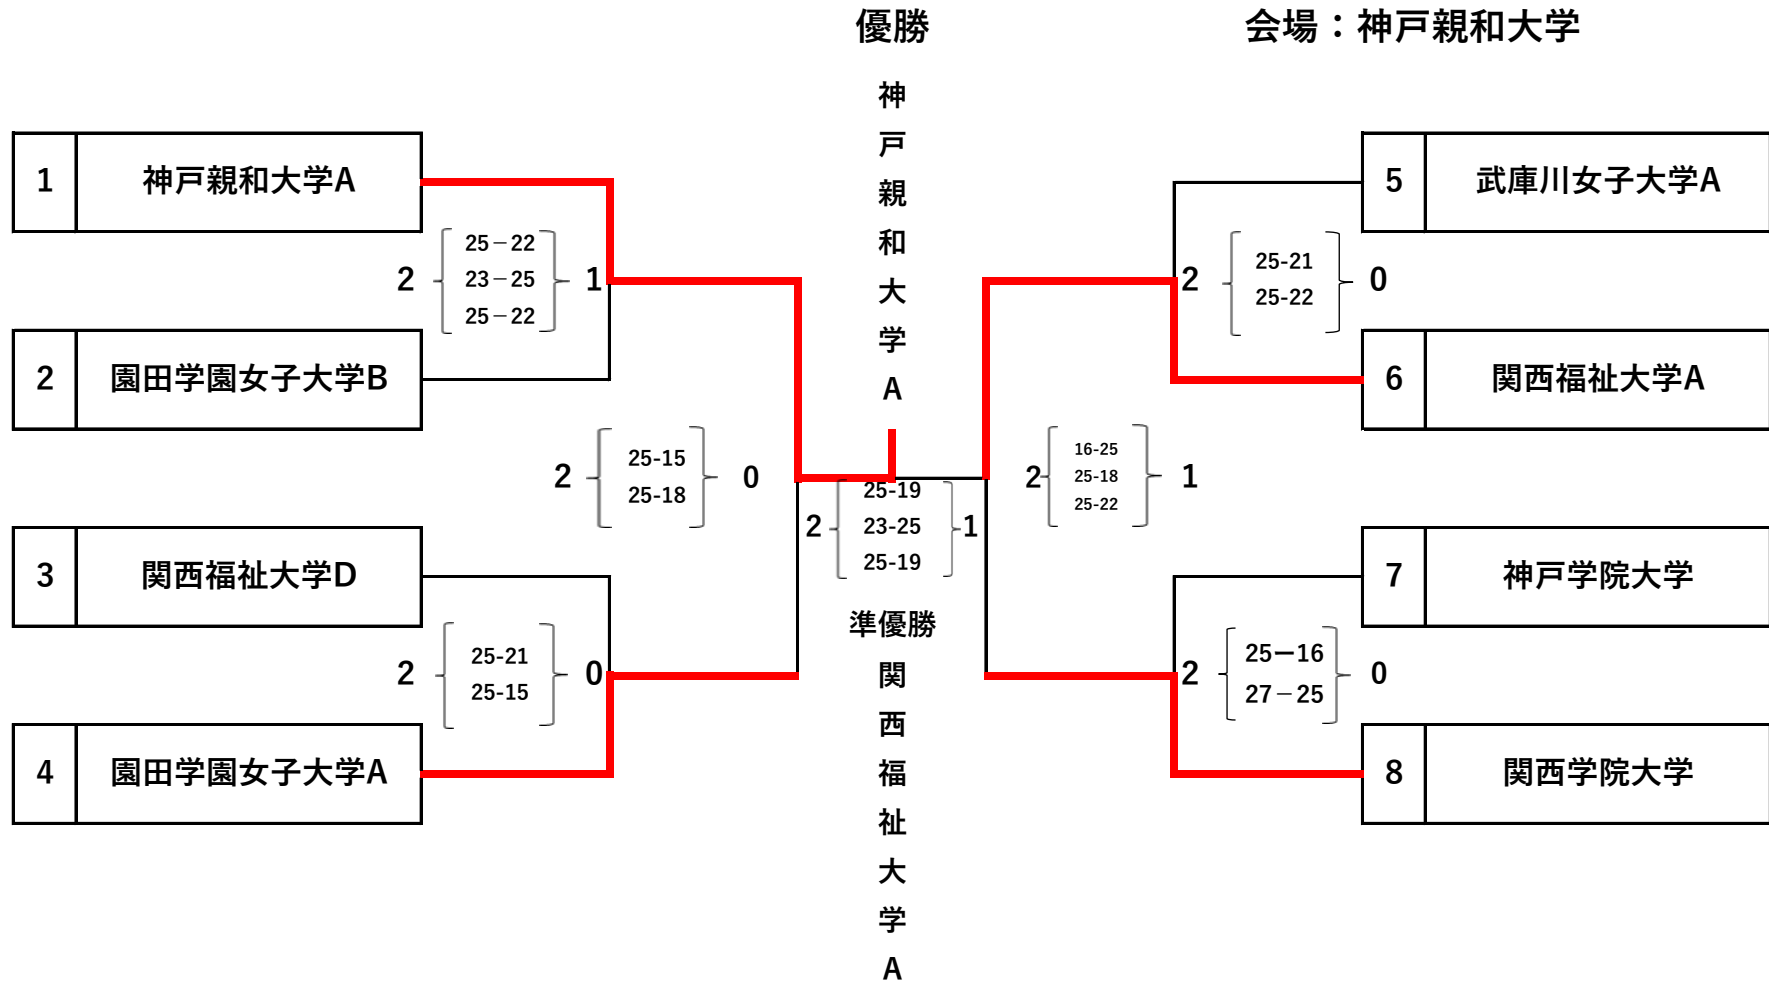 優勝
会場：神戸親和大学
神戸親和大学A
1 神戸親和大学A
5 武庫川女子大学A
2 25－22 1
23－25
25－22
2 25-21 0
25-22
2 園田学園女子大学B
6 関西福祉大学A
2 25-15 0
25-18
2 16-25 1
25-18
25-22
25-19
2 23-25 1
25-19
3 関西福祉大学D
7 神戸学院大学
準優勝
関西福祉大学A
2 25-21 0
25-15
2 25ー16 0
27－25
4 園田学園女子大学A
8 関西学院大学